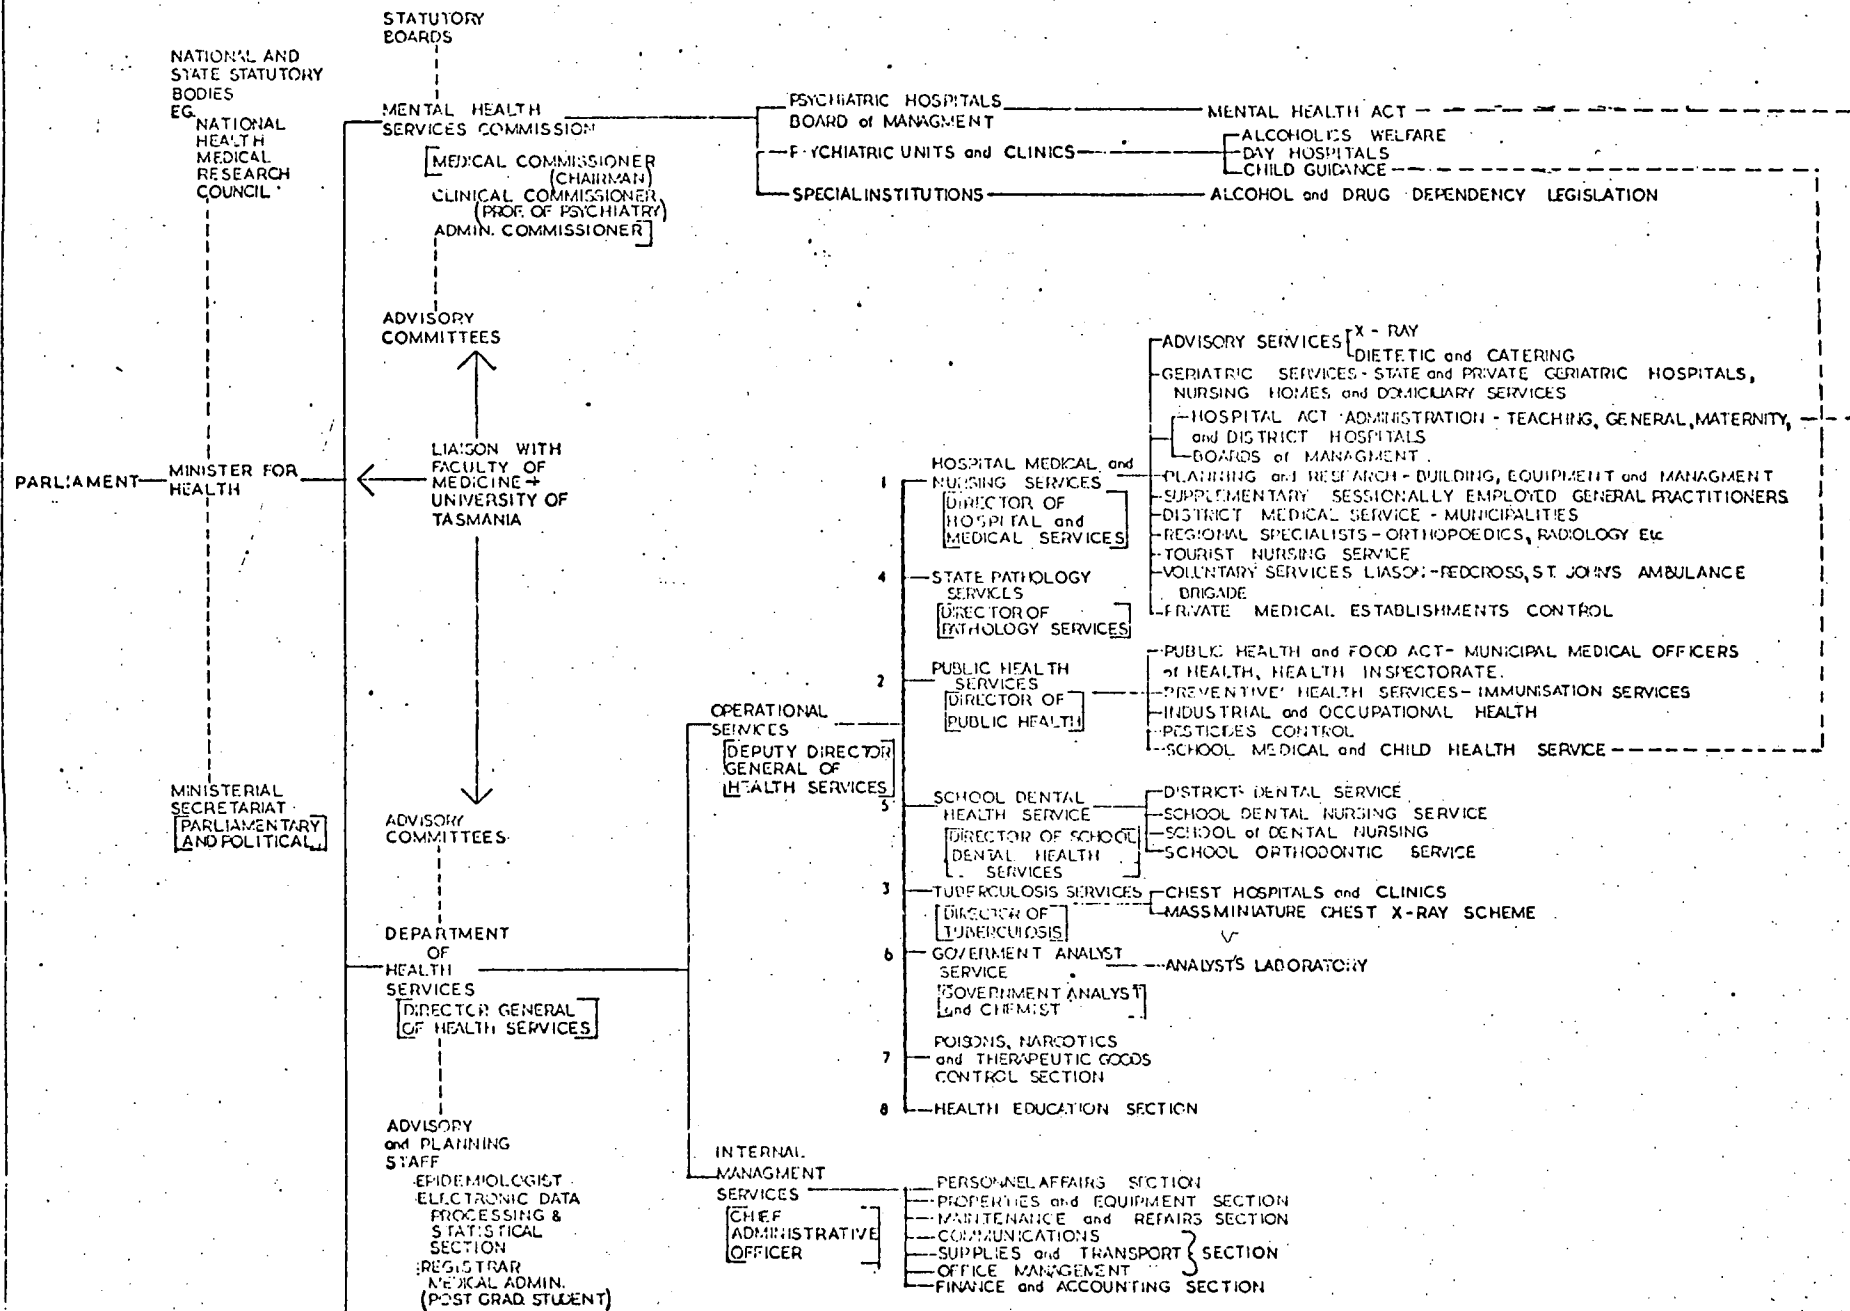 STATUTORY
BOARDS
NATIONAL AND
STATE STATUTORY
BODIES
EG.
NATIONAL
HEALTH
MEDICAL
RESEARCH
COUNCIL
MENTAL HEALTH
SERVICES COMMISSION
[MEDICAL COMMISSIONER
(CHAIRMAN)
CLINICAL COMMISSIONER
(PROF. OF PSYCHIATRY)
ADMIN. COMMISSIONER]
PSYCHIATRIC HOSPITALS
BOARD of MANAGMENT
MENTAL HEALTH ACT
PSYCHIATRIC UNITS and CLINICS
ALCOHOLICS WELFARE
DAY HOSPITALS
CHILD GUIDANCE
SPECIAL INSTITUTIONS
ALCOHOL and DRUG DEPENDENCY LEGISLATION
ADVISORY
COMMITTEES
PARLIAMENT
MINISTER FOR
HEALTH
LIAISON WITH
FACULTY OF
MEDICINE
UNIVERSITY OF
TASMANIA
MINISTERIAL
SECRETARIAT
[PARLIAMENTARY
AND POLITICAL]
ADVISORY
COMMITTEES
DEPARTMENT
OF
HEALTH
SERVICES
[DIRECTOR GENERAL
OF HEALTH SERVICES]
ADVISORY
and PLANNING
STAFF
EPIDEMIOLOGIST
ELECTRONIC DATA
PROCESSING &
STATISTICAL
SECTION
REGISTRAR
MEDICAL ADMIN.
(POST GRAD. STUDENT)
OPERATIONAL
SERVICES
[DEPUTY DIRECTOR
GENERAL OF
HEALTH SERVICES]
1 HOSPITAL MEDICAL and
NURSING SERVICES
[DIRECTOR OF
HOSPITAL and
MEDICAL SERVICES]
ADVISORY SERVICES
X - RAY
DIETETIC and CATERING
GERIATRIC SERVICES - STATE and PRIVATE GERIATRIC HOSPITALS,
NURSING HOMES and DOMICILIARY SERVICES
HOSPITAL ACT ADMINISTRATION - TEACHING, GENERAL, MATERNITY,
and DISTRICT HOSPITALS
BOARDS of MANAGMENT.
PLANNING and RESEARCH - BUILDING, EQUIPMENT and MANAGMENT
SUPPLEMENTARY SESSIONALLY EMPLOYED GENERAL PRACTITIONERS
DISTRICT MEDICAL SERVICE - MUNICIPALITIES
REGIONAL SPECIALISTS - ORTHOPOEDICS, RADIOLOGY Etc
TOURIST NURSING SERVICE
VOLUNTARY SERVICES LIASON - REDCROSS, ST. JOHN'S AMBULANCE
BRIGADE
PRIVATE MEDICAL ESTABLISHMENTS CONTROL
4 STATE PATHOLOGY
SERVICES
[DIRECTOR OF
PATHOLOGY SERVICES]
2 PUBLIC HEALTH
SERVICES
[DIRECTOR OF
PUBLIC HEALTH]
PUBLIC HEALTH and FOOD ACT - MUNICIPAL MEDICAL OFFICERS
of HEALTH, HEALTH INSPECTORATE.
PREVENTIVE HEALTH SERVICES - IMMUNISATION SERVICES
INDUSTRIAL and OCCUPATIONAL HEALTH
PESTICIDES CONTROL
SCHOOL MEDICAL and CHILD HEALTH SERVICE
5 SCHOOL DENTAL
HEALTH SERVICE
[DIRECTOR OF SCHOOL
DENTAL HEALTH
SERVICES]
DISTRICT DENTAL SERVICE
SCHOOL DENTAL NURSING SERVICE
SCHOOL of DENTAL NURSING
SCHOOL ORTHODONTIC SERVICE
3 TUBERCULOSIS SERVICES
[DIRECTOR OF
TUBERCULOSIS]
CHEST HOSPITALS and CLINICS
MASS MINIATURE CHEST X-RAY SCHEME
6 GOVERMENT ANALYST
SERVICE
[GOVERNMENT ANALYST
and CHEMIST]
ANALYSTS LABORATORY
7 POISONS, NARCOTICS
and THERAPEUTIC GOODS
CONTROL SECTION
8 HEALTH EDUCATION SECTION
INTERNAL
MANAGMENT
SERVICES
[CHIEF
ADMINISTRATIVE
OFFICER]
PERSONNEL AFFAIRS SECTION
PROPERTIES and EQUIPMENT SECTION
MAINTENANCE and REPAIRS SECTION
COMMUNICATIONS
SUPPLIES and TRANSPORT } SECTION
OFFICE MANAGEMENT
FINANCE and ACCOUNTING SECTION